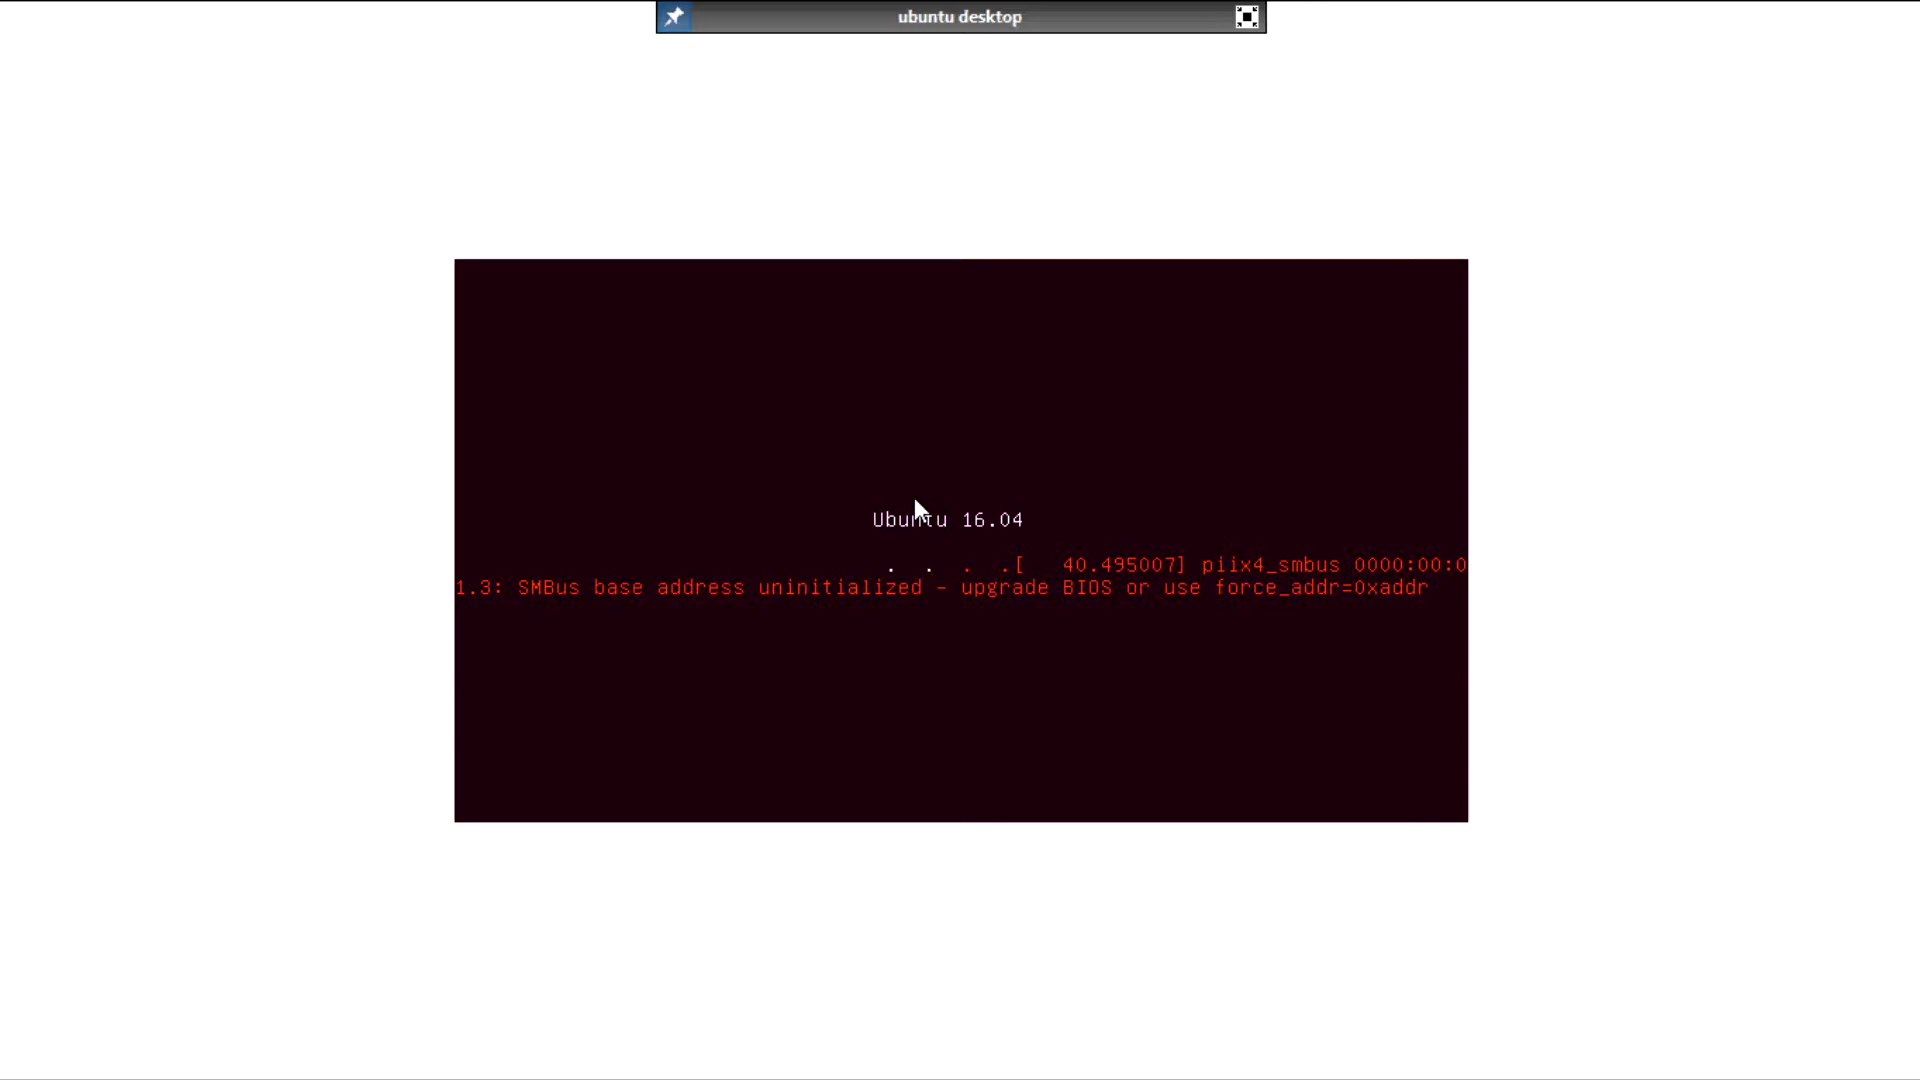 ubuntu desktop
Ubuntu 16.04
. . . .[   40.495007] piix4_smbus 0000:00:0
1.3: SMBus base address uninitialized - upgrade BIOS or use force_addr=0xaddr